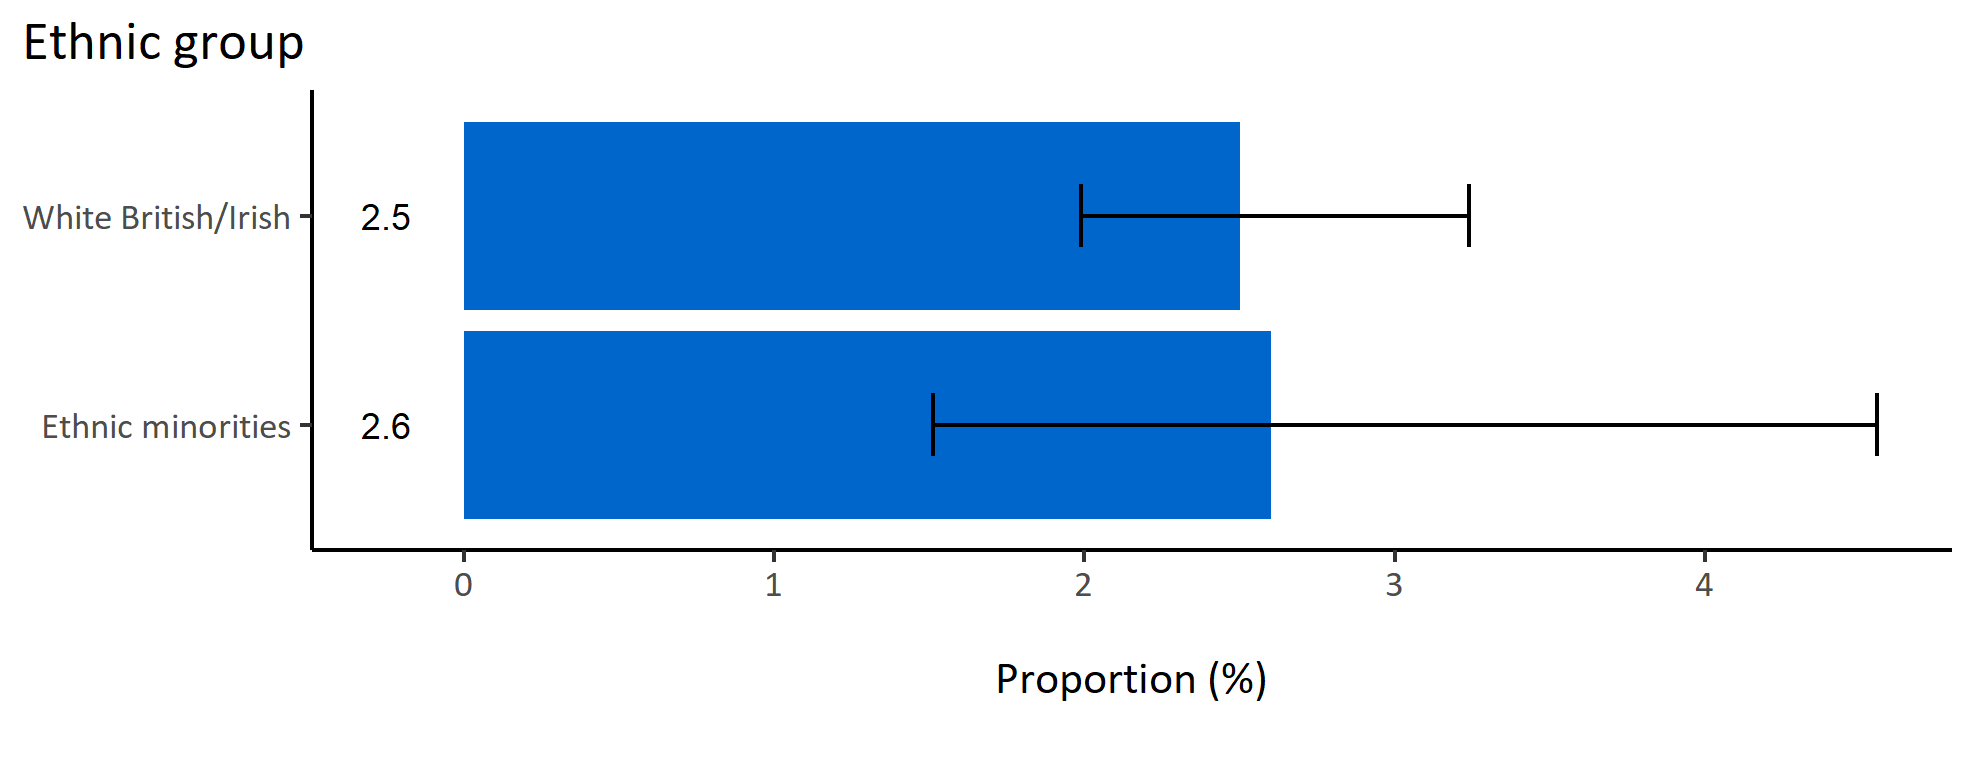 Ethnic group
White British/Irish 2.5
Ethnic minorities 2.6
0 1 2 3 4
Proportion (%)